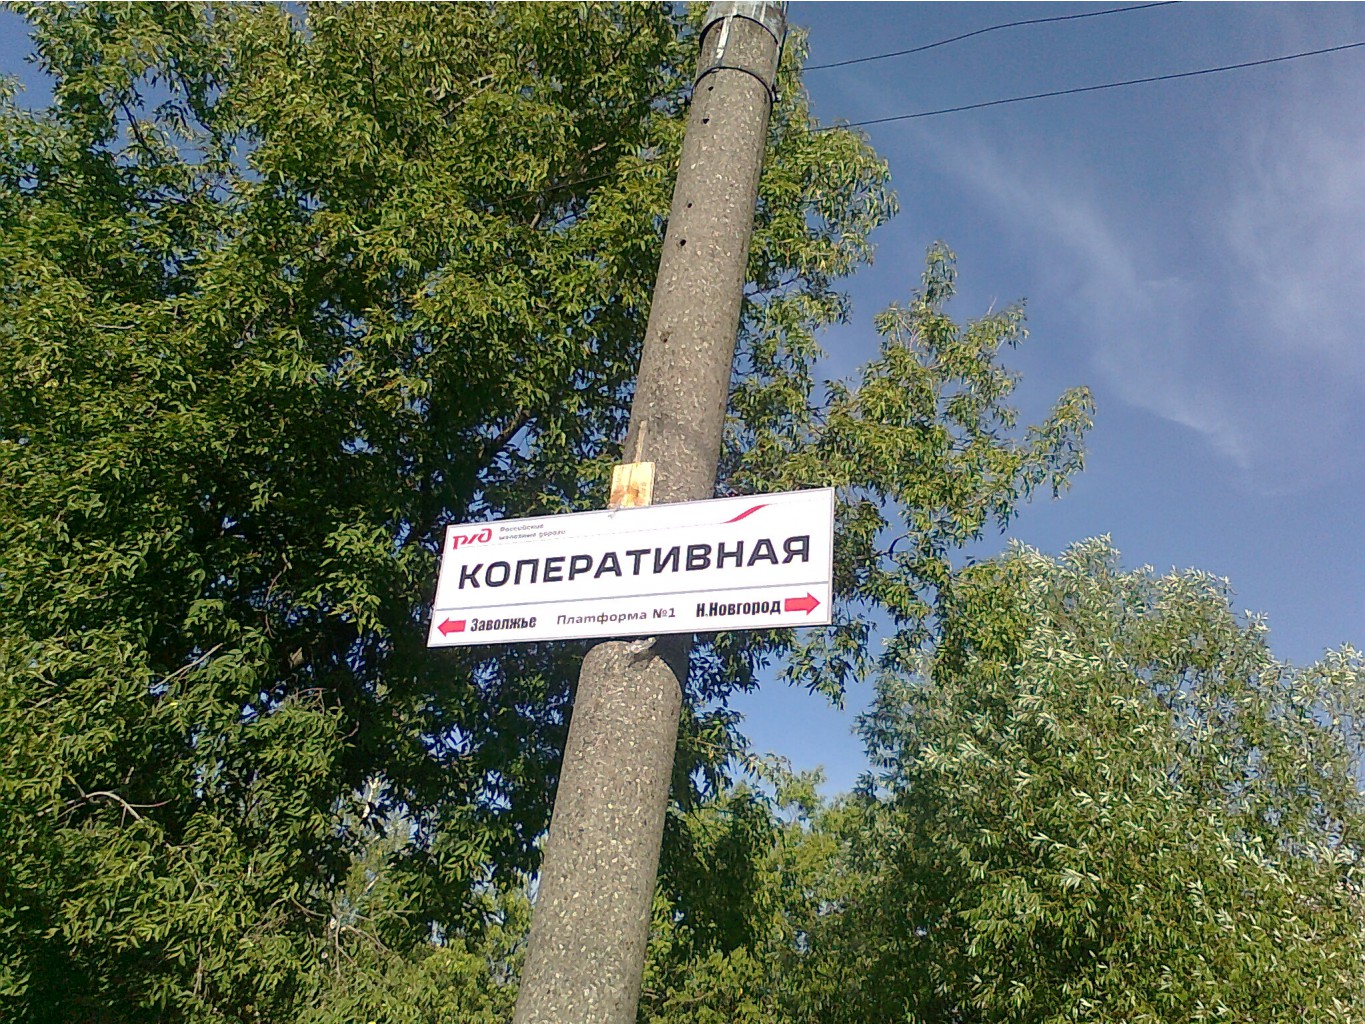 РЖД Российские
железные дороги
КОПЕРАТИВНАЯ
Заволжье Платформа №1 Н.Новгород